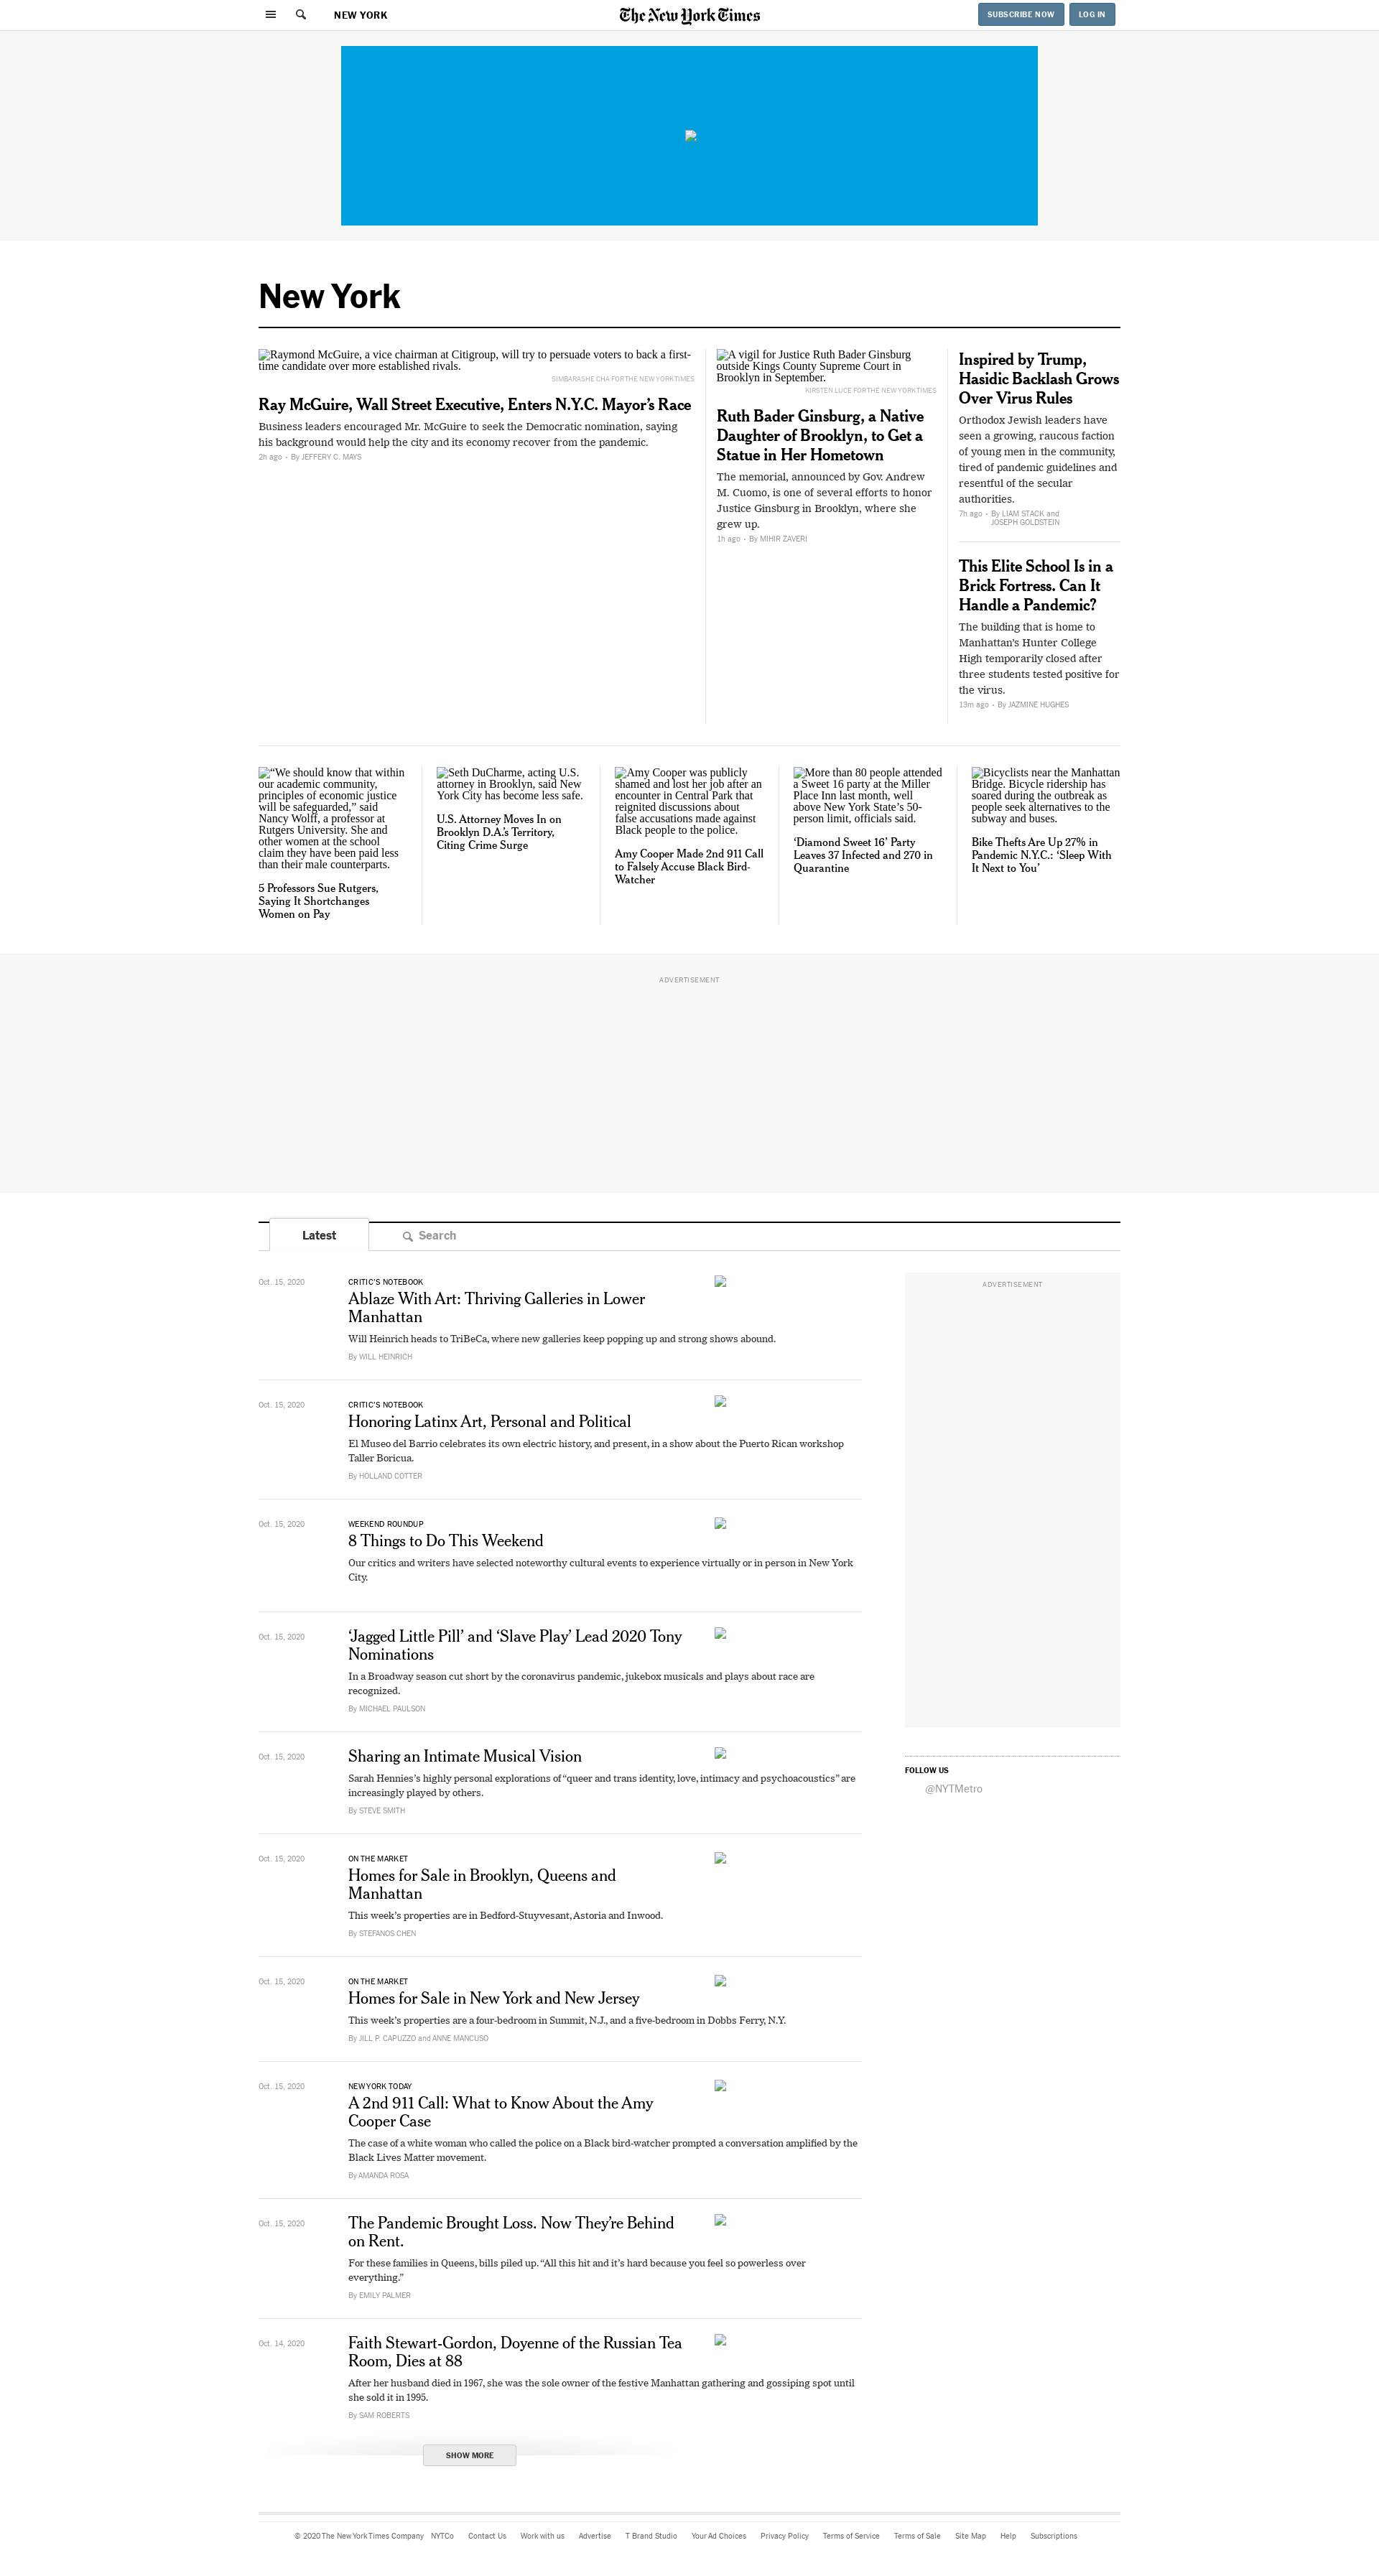 NEW YORK
The New York Times
SUBSCRIBE NOW
LOG IN
New York
Raymond McGuire, a vice chairman at Citigroup, will try to persuade voters to back a first-
time candidate over more established rivals.
SIMBARASHE CHA FOR THE NEW YORK TIMES
Ray McGuire, Wall Street Executive, Enters N.Y.C. Mayor’s Race
Business leaders encouraged Mr. McGuire to seek the Democratic nomination, saying
his background would help the city and its economy recover from the pandemic.
2h ago • By JEFFERY C. MAYS
A vigil for Justice Ruth Bader Ginsburg
outside Kings County Supreme Court in
Brooklyn in September.
KIRSTEN LUCE FOR THE NEW YORK TIMES
Ruth Bader Ginsburg, a Native
Daughter of Brooklyn, to Get a
Statue in Her Hometown
The memorial, announced by Gov. Andrew
M. Cuomo, is one of several efforts to honor
Justice Ginsburg in Brooklyn, where she
grew up.
1h ago • By MIHIR ZAVERI
Inspired by Trump,
Hasidic Backlash Grows
Over Virus Rules
Orthodox Jewish leaders have
seen a growing, raucous faction
of young men in the community,
tired of pandemic guidelines and
resentful of the secular
authorities.
7h ago • By LIAM STACK and
JOSEPH GOLDSTEIN
This Elite School Is in a
Brick Fortress. Can It
Handle a Pandemic?
The building that is home to
Manhattan’s Hunter College
High temporarily closed after
three students tested positive for
the virus.
13m ago • By JAZMINE HUGHES
“We should know that within
our academic community,
principles of economic justice
will be safeguarded,” said
Nancy Wolff, a professor at
Rutgers University. She and
other women at the school
claim they have been paid less
than their male counterparts.
5 Professors Sue Rutgers,
Saying It Shortchanges
Women on Pay
Seth DuCharme, acting U.S.
attorney in Brooklyn, said New
York City has become less safe.
U.S. Attorney Moves In on
Brooklyn D.A.’s Territory,
Citing Crime Surge
Amy Cooper was publicly
shamed and lost her job after an
encounter in Central Park that
reignited discussions about
false accusations made against
Black people to the police.
Amy Cooper Made 2nd 911 Call
to Falsely Accuse Black Bird-
Watcher
More than 80 people attended
a Sweet 16 party at the Miller
Place Inn last month, well
above New York State’s 50-
person limit, officials said.
‘Diamond Sweet 16’ Party
Leaves 37 Infected and 270 in
Quarantine
Bicyclists near the Manhattan
Bridge. Bicycle ridership has
soared during the outbreak as
people seek alternatives to the
subway and buses.
Bike Thefts Are Up 27% in
Pandemic N.Y.C.: ‘Sleep With
It Next to You’
ADVERTISEMENT
Latest
Search
Oct. 15, 2020
CRITIC’S NOTEBOOK
Ablaze With Art: Thriving Galleries in Lower
Manhattan
Will Heinrich heads to TriBeCa, where new galleries keep popping up and strong shows abound.
By WILL HEINRICH
Oct. 15, 2020
CRITIC’S NOTEBOOK
Honoring Latinx Art, Personal and Political
El Museo del Barrio celebrates its own electric history, and present, in a show about the Puerto Rican workshop
Taller Boricua.
By HOLLAND COTTER
Oct. 15, 2020
WEEKEND ROUNDUP
8 Things to Do This Weekend
Our critics and writers have selected noteworthy cultural events to experience virtually or in person in New York
City.
Oct. 15, 2020
‘Jagged Little Pill’ and ‘Slave Play’ Lead 2020 Tony
Nominations
In a Broadway season cut short by the coronavirus pandemic, jukebox musicals and plays about race are
recognized.
By MICHAEL PAULSON
Oct. 15, 2020
Sharing an Intimate Musical Vision
Sarah Hennies’s highly personal explorations of “queer and trans identity, love, intimacy and psychoacoustics” are
increasingly played by others.
By STEVE SMITH
Oct. 15, 2020
ON THE MARKET
Homes for Sale in Brooklyn, Queens and
Manhattan
This week’s properties are in Bedford-Stuyvesant, Astoria and Inwood.
By STEFANOS CHEN
Oct. 15, 2020
ON THE MARKET
Homes for Sale in New York and New Jersey
This week’s properties are a four-bedroom in Summit, N.J., and a five-bedroom in Dobbs Ferry, N.Y.
By JILL P. CAPUZZO and ANNE MANCUSO
Oct. 15, 2020
NEW YORK TODAY
A 2nd 911 Call: What to Know About the Amy
Cooper Case
The case of a white woman who called the police on a Black bird-watcher prompted a conversation amplified by the
Black Lives Matter movement.
By AMANDA ROSA
Oct. 15, 2020
The Pandemic Brought Loss. Now They’re Behind
on Rent.
For these families in Queens, bills piled up. “All this hit and it’s hard because you feel so powerless over
everything.”
By EMILY PALMER
Oct. 14, 2020
Faith Stewart-Gordon, Doyenne of the Russian Tea
Room, Dies at 88
After her husband died in 1967, she was the sole owner of the festive Manhattan gathering and gossiping spot until
she sold it in 1995.
By SAM ROBERTS
SHOW MORE
ADVERTISEMENT
FOLLOW US
@NYTMetro
© 2020 The New York Times Company NYTCo Contact Us Work with us Advertise T Brand Studio Your Ad Choices Privacy Policy Terms of Service Terms of Sale Site Map Help Subscriptions